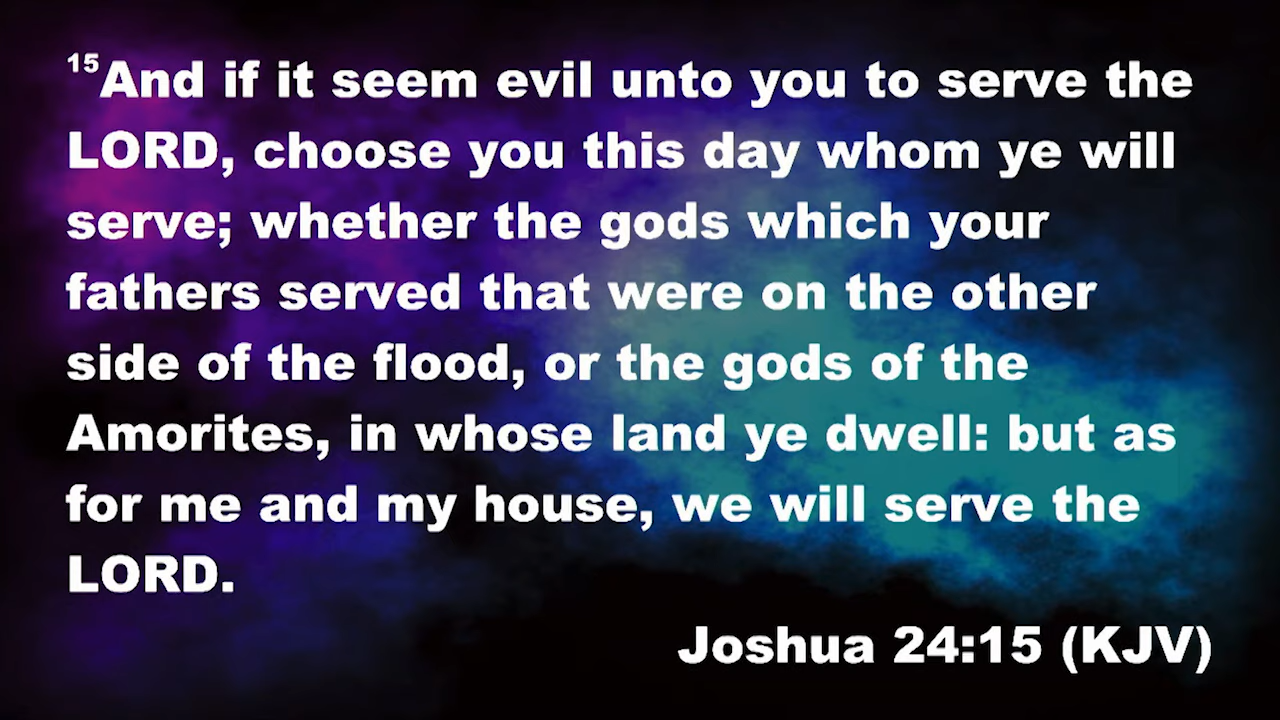 15And if it seem evil unto you to serve the
LORD, choose you this day whom ye will
serve; whether the gods which your
fathers served that were on the other
side of the flood, or the gods of the
Amorites, in whose land ye dwell: but as
for me and my house, we will serve the
LORD.
Joshua 24:15 (KJV)